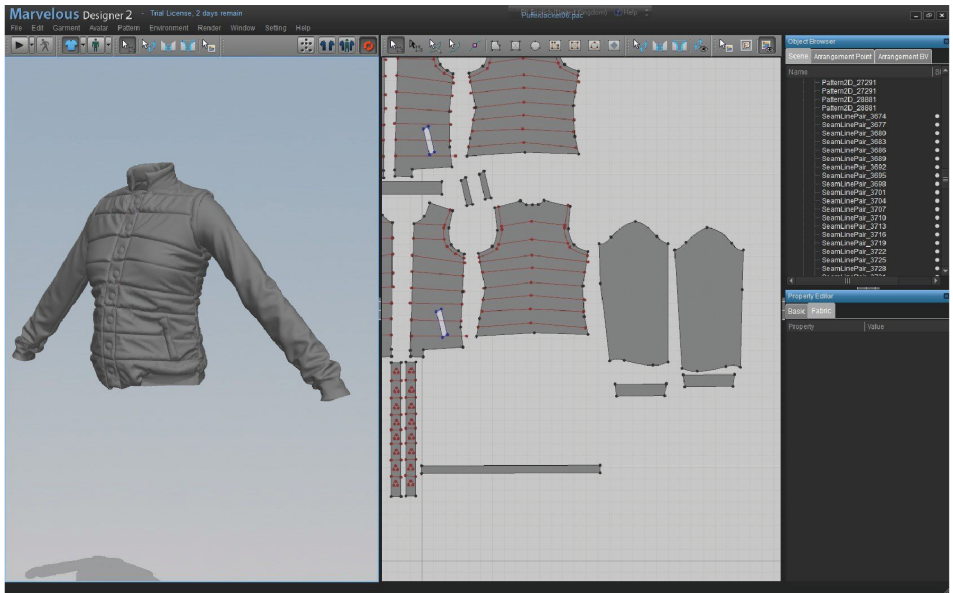 Marvelous Designer 2 - Trial License, 2 days remain
File Edit Garment Avatar Pattern Environment Render Window Setting Help
Object Browser
Scene Arrangement Point Arrangement BV
Name
Pattern2D_27291
Pattern2D_27291
Pattern2D_28881
Pattern2D_28881
SeamLinePair_3674
SeamLinePair_3677
SeamLinePair_3680
SeamLinePair_3683
SeamLinePair_3686
SeamLinePair_3689
SeamLinePair_3692
SeamLinePair_3695
SeamLinePair_3698
SeamLinePair_3701
SeamLinePair_3704
SeamLinePair_3707
SeamLinePair_3710
SeamLinePair_3713
SeamLinePair_3716
SeamLinePair_3719
SeamLinePair_3722
SeamLinePair_3725
SeamLinePair_3728
Property Editor
Basic Fabric
Property Value